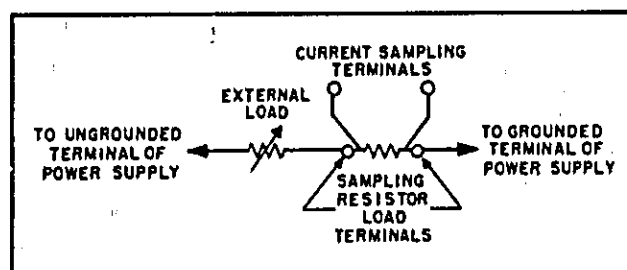 CURRENT SAMPLING
TERMINALS
EXTERNAL
LOAD
TO UNGROUNDED
TERMINAL OF
POWER SUPPLY
TO GROUNDED
TERMINAL OF
POWER SUPPLY
SAMPLING
RESISTOR
LOAD
TERMINALS